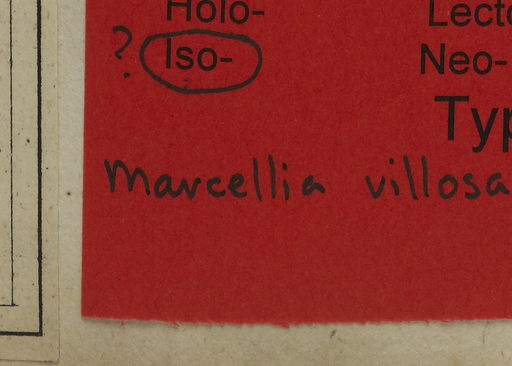 Holo- Lecto
? Iso- Neo-
Typ
Marcellia villosa